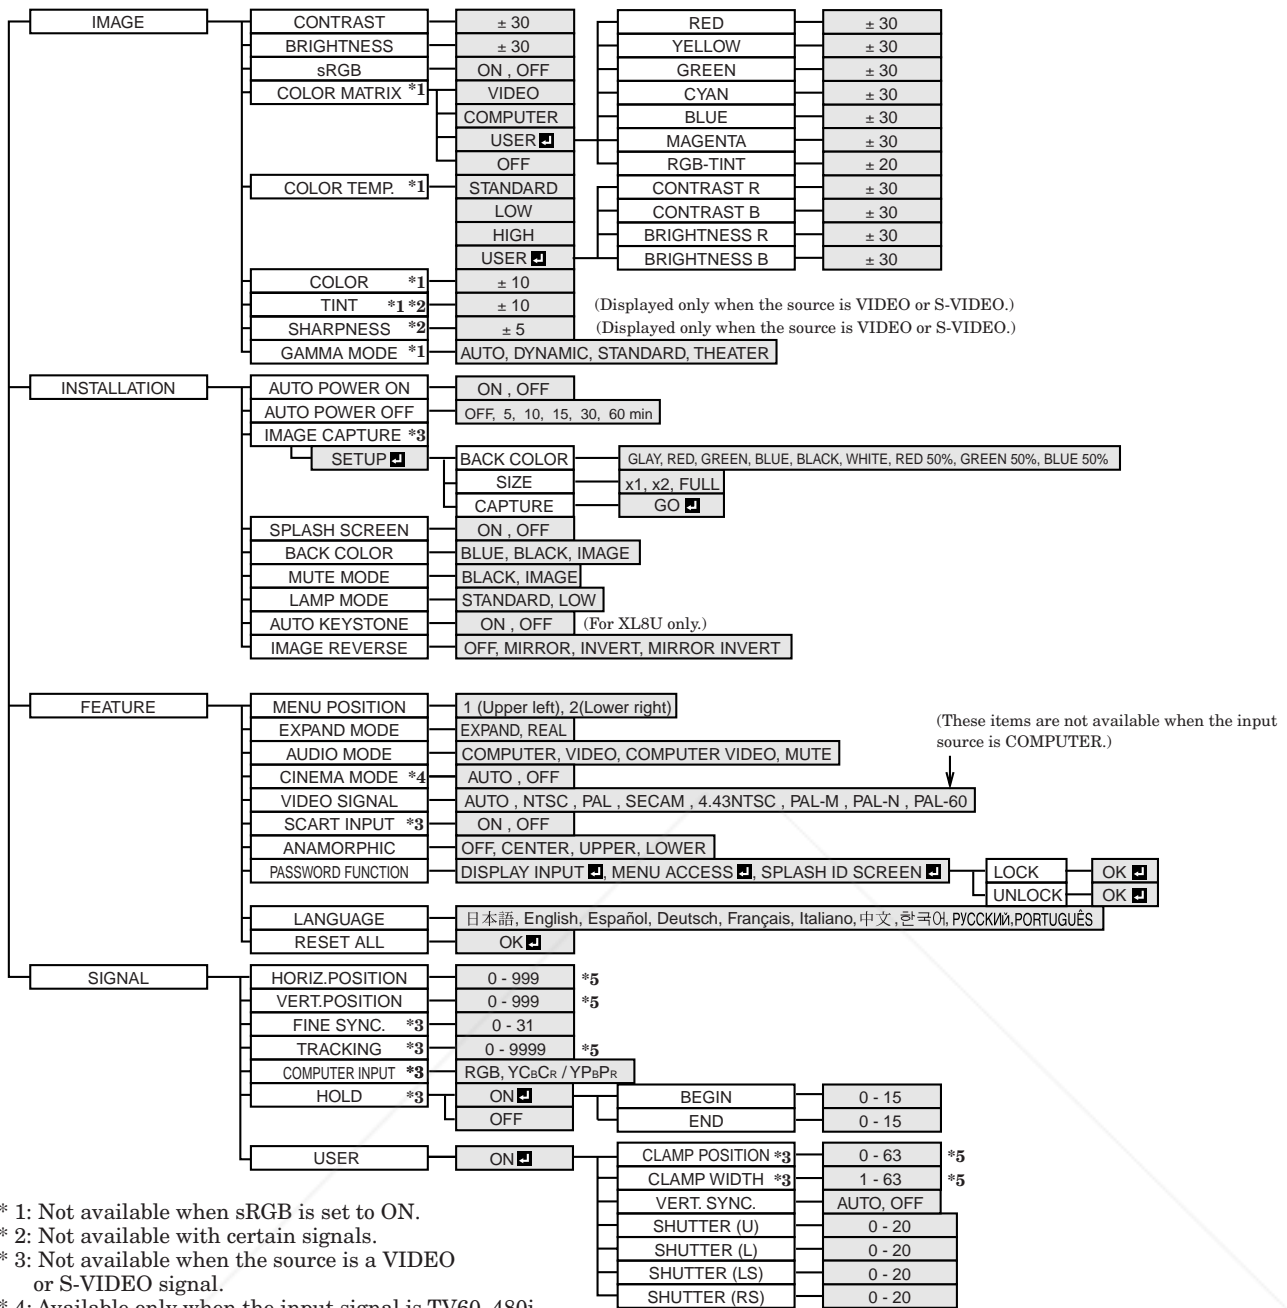 IMAGE CONTRAST ± 30 RED ± 30
BRIGHTNESS ± 30 YELLOW ± 30
sRGB ON , OFF GREEN ± 30
COLOR MATRIX *1 VIDEO CYAN ± 30
COMPUTER BLUE ± 30
USER MAGENTA ± 30
OFF RGB-TINT ± 20
COLOR TEMP. *1 STANDARD CONTRAST R ± 30
LOW CONTRAST B ± 30
HIGH BRIGHTNESS R ± 30
USER BRIGHTNESS B ± 30
COLOR *1 ± 10
TINT *1 *2 ± 10 (Displayed only when the source is VIDEO or S-VIDEO.)
SHARPNESS *2 ± 5 (Displayed only when the source is VIDEO or S-VIDEO.)
GAMMA MODE *1 AUTO, DYNAMIC, STANDARD, THEATER
INSTALLATION AUTO POWER ON ON , OFF
AUTO POWER OFF OFF, 5, 10, 15, 30, 60 min
IMAGE CAPTURE *3
SETUP BACK COLOR GLAY, RED, GREEN, BLUE, BLACK, WHITE, RED 50%, GREEN 50%, BLUE 50%
SIZE x1, x2, FULL
CAPTURE GO
SPLASH SCREEN ON , OFF
BACK COLOR BLUE, BLACK, IMAGE
MUTE MODE BLACK, IMAGE
LAMP MODE STANDARD, LOW
AUTO KEYSTONE ON , OFF (For XL8U only.)
IMAGE REVERSE OFF, MIRROR, INVERT, MIRROR INVERT
FEATURE MENU POSITION 1 (Upper left), 2(Lower right)
(These items are not available when the input
source is COMPUTER.)
EXPAND MODE EXPAND, REAL
AUDIO MODE COMPUTER, VIDEO, COMPUTER VIDEO, MUTE
CINEMA MODE *4 AUTO , OFF
VIDEO SIGNAL AUTO , NTSC , PAL , SECAM , 4.43NTSC , PAL-M , PAL-N , PAL-60
SCART INPUT *3 ON , OFF
ANAMORPHIC OFF, CENTER, UPPER, LOWER
PASSWORD FUNCTION DISPLAY INPUT , MENU ACCESS , SPLASH ID SCREEN LOCK OK
UNLOCK OK
LANGUAGE 日本語, English, Español, Deutsch, Français, Italiano, 中文, 한국어, РУССКИЙ, PORTUGUÊS
RESET ALL OK
SIGNAL HORIZ.POSITION 0 - 999 *5
VERT.POSITION 0 - 999 *5
FINE SYNC. *3 0 - 31
TRACKING *3 0 - 9999 *5
COMPUTER INPUT *3 RGB, YCBCR / YPBPR
HOLD *3 ON BEGIN 0 - 15
OFF END 0 - 15
USER ON CLAMP POSITION *3 0 - 63 *5
CLAMP WIDTH *3 1 - 63 *5
VERT. SYNC. AUTO, OFF
SHUTTER (U) 0 - 20
SHUTTER (L) 0 - 20
SHUTTER (LS) 0 - 20
SHUTTER (RS) 0 - 20
* 1: Not available when sRGB is set to ON.
* 2: Not available with certain signals.
* 3: Not available when the source is a VIDEO
or S-VIDEO signal.
* 4: Available only when the input signal is TV60, 480i